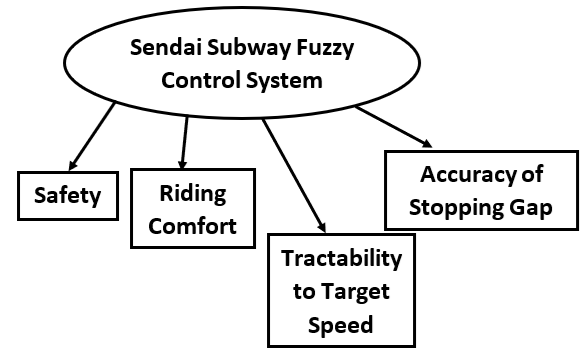 Sendai Subway Fuzzy
Control System
Safety
Riding
Comfort
Tractability
to Target
Speed
Accuracy of
Stopping Gap